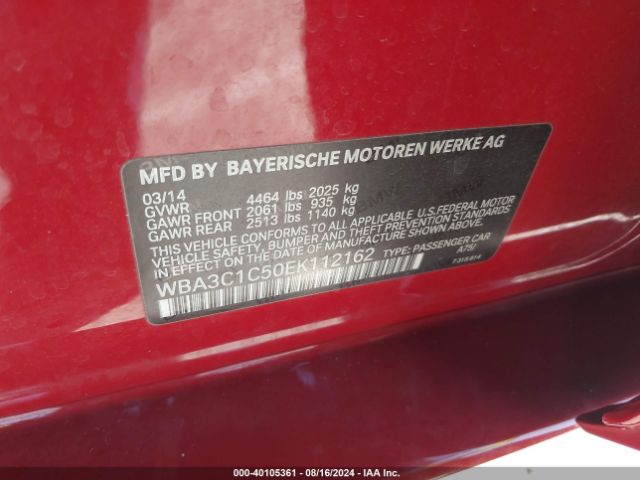 MFD BY BAYERISCHE MOTOREN WERKE AG
03/14
GVWR 4464 lbs 2025 kg
GAWR FRONT 2061 lbs 935 kg
GAWR REAR 2513 lbs 1140 kg
THIS VEHICLE CONFORMS TO ALL APPLICABLE U.S. FEDERAL MOTOR
VEHICLE SAFETY, BUMPER, AND THEFT PREVENTION STANDARDS
IN EFFECT ON THE DATE OF MANUFACTURE SHOWN ABOVE.
WBA3C1C50EK112162 TYPE: PASSENGER CAR
A75/
© - 40105361 - 08/16/2024 - IAA Inc.